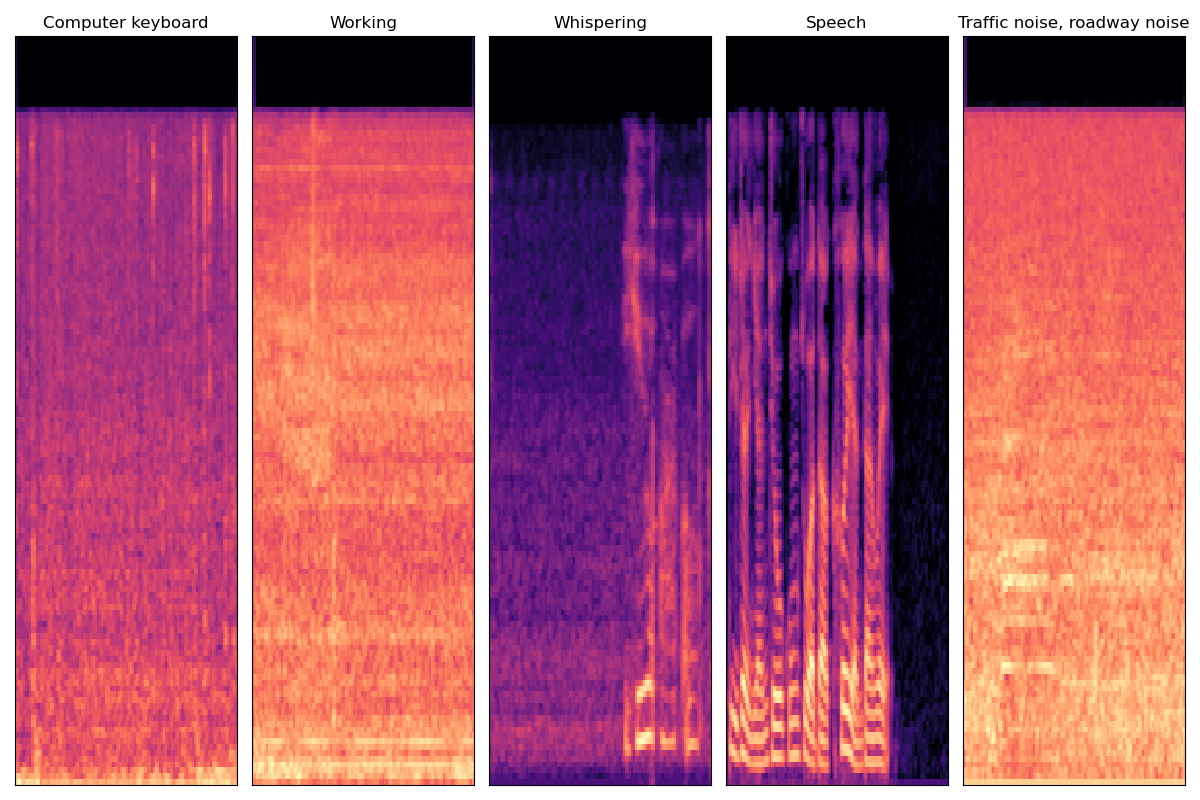 Computer keyboard
Working
Whispering
Speech
Traffic noise, roadway noise